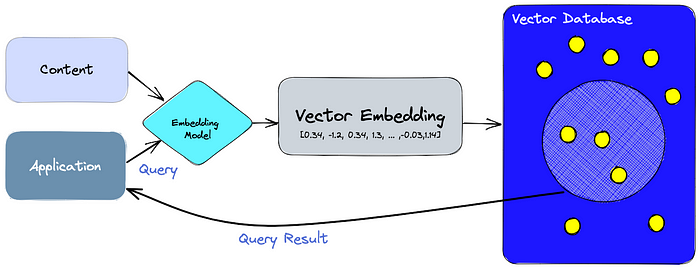 Vector Database
Content
Embedding
Model
Vector Embedding
[0.34, -1.2, 0.34, 1.3, ... ,-0.03,1.14]
Application
Query
Query Result